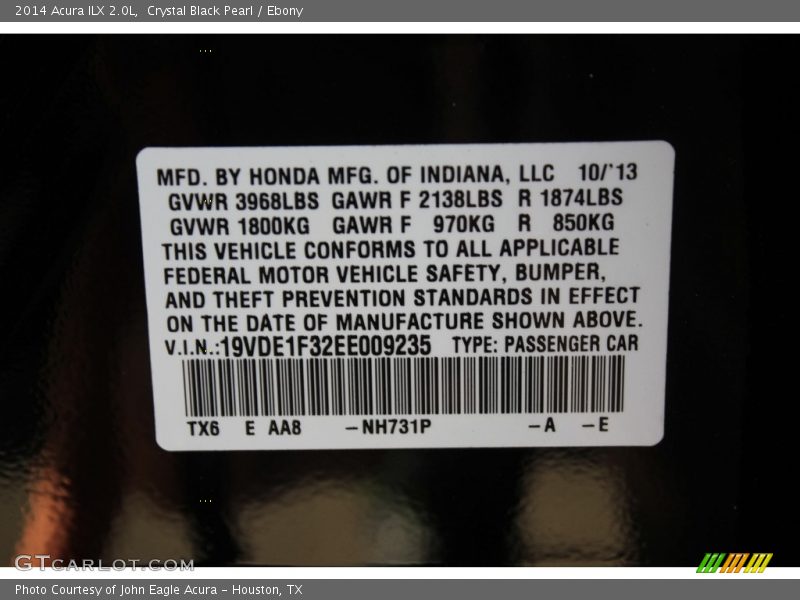 2014 Acura ILX 2.0L,  Crystal Black Pearl / Ebony
MFD. BY HONDA MFG. OF INDIANA, LLC 10/'13
GVWR 3968LBS GAWR F 2138LBS R 1874LBS
GVWR 1800KG GAWR F 970KG R 850KG
THIS VEHICLE CONFORMS TO ALL APPLICABLE
FEDERAL MOTOR VEHICLE SAFETY, BUMPER,
AND THEFT PREVENTION STANDARDS IN EFFECT
ON THE DATE OF MANUFACTURE SHOWN ABOVE.
V.I.N.:19VDE1F32EE009235 TYPE: PASSENGER CAR
TX6 E AA8 –NH731P –A –E
GTCARLOT.COM
Photo Courtesy of John Eagle Acura - Houston, TX